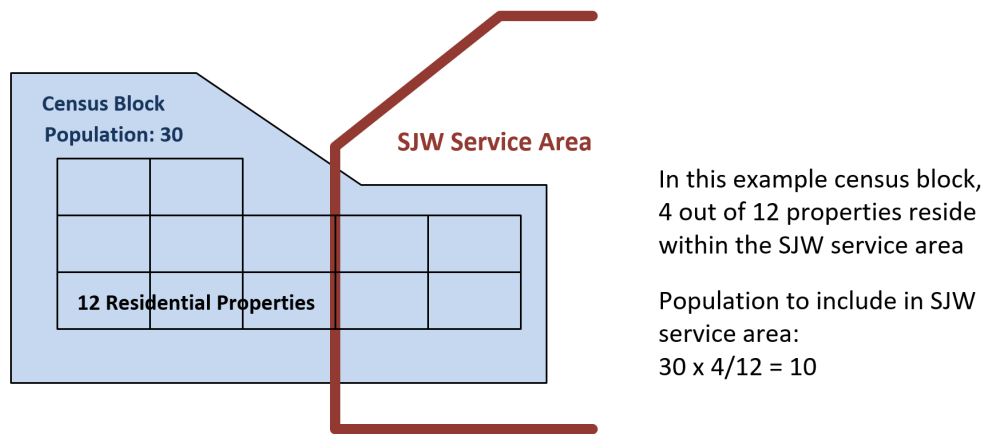 Census Block
Population: 30
SJW Service Area
12 Residential Properties
In this example census block,
4 out of 12 properties reside
within the SJW service area
Population to include in SJW
service area:
30 x 4/12 = 10